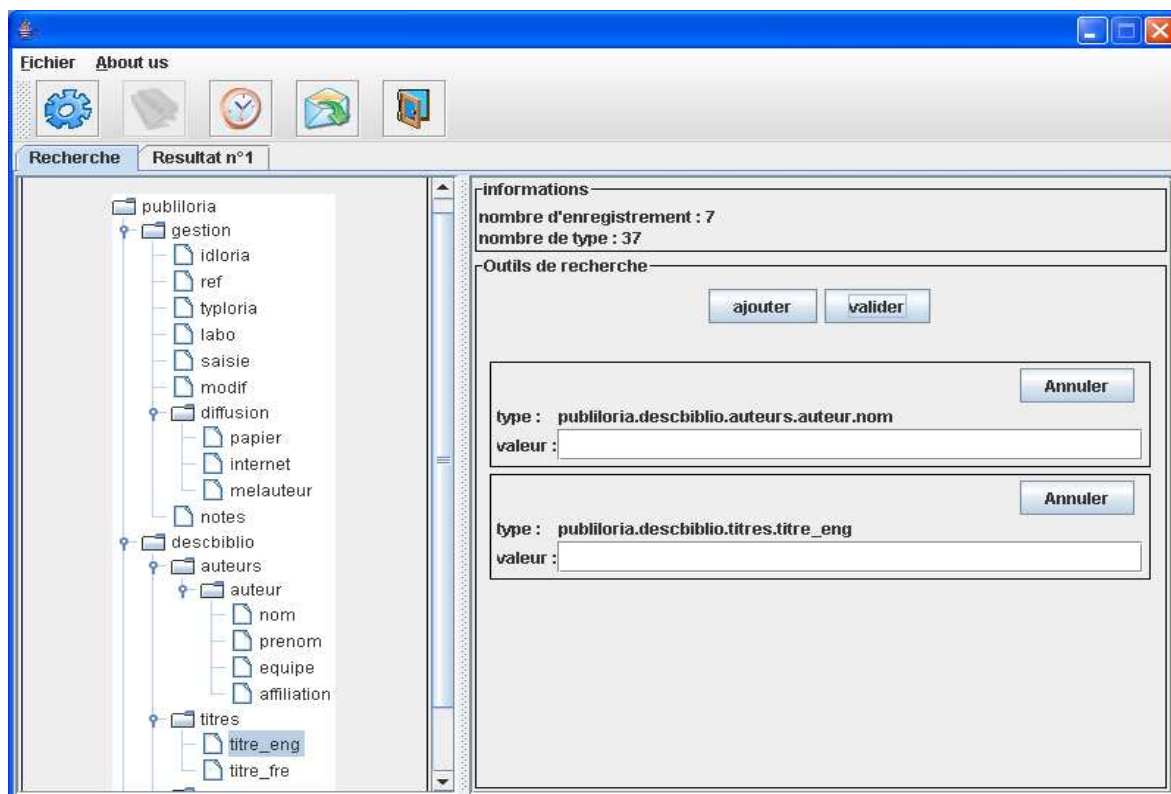 Fichier About us
Recherche Resultat n°1
publiloria
gestion
idloria
ref
typloria
labo
saisie
modif
diffusion
papier
internet
melauteur
notes
descbiblio
auteurs
auteur
nom
prenom
equipe
affiliation
titres
titre_eng
titre_fre
informations
nombre d'enregistrement : 7
nombre de type : 37
Outils de recherche
ajouter valider
Annuler
type : publiloria.descbiblio.auteurs.auteur.nom
valeur :
Annuler
type : publiloria.descbiblio.titres.titre_eng
valeur :